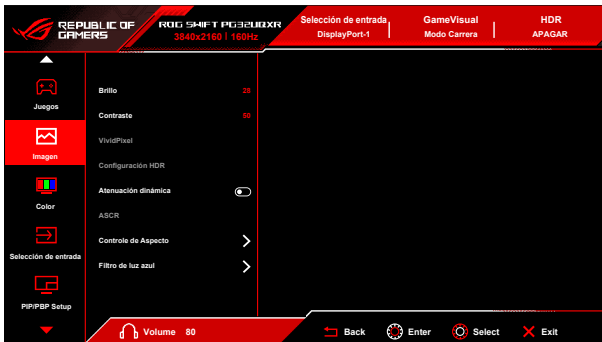 REPUBLIC OF
GAMERS
ROG SWIFT PG32UQXR
3840x2160 | 160Hz
Selección de entrada
DisplayPort-1
GameVisual
Modo Carrera
HDR
APAGAR
Juegos
Imagen
Color
Selección de entrada
PIP/PBP Setup
Brillo 28
Contraste 50
VividPixel
Configuración HDR
Atenuación dinámica
ASCR
Controle de Aspecto
Filtro de luz azul
Volume 80
Back
Enter
Select
Exit